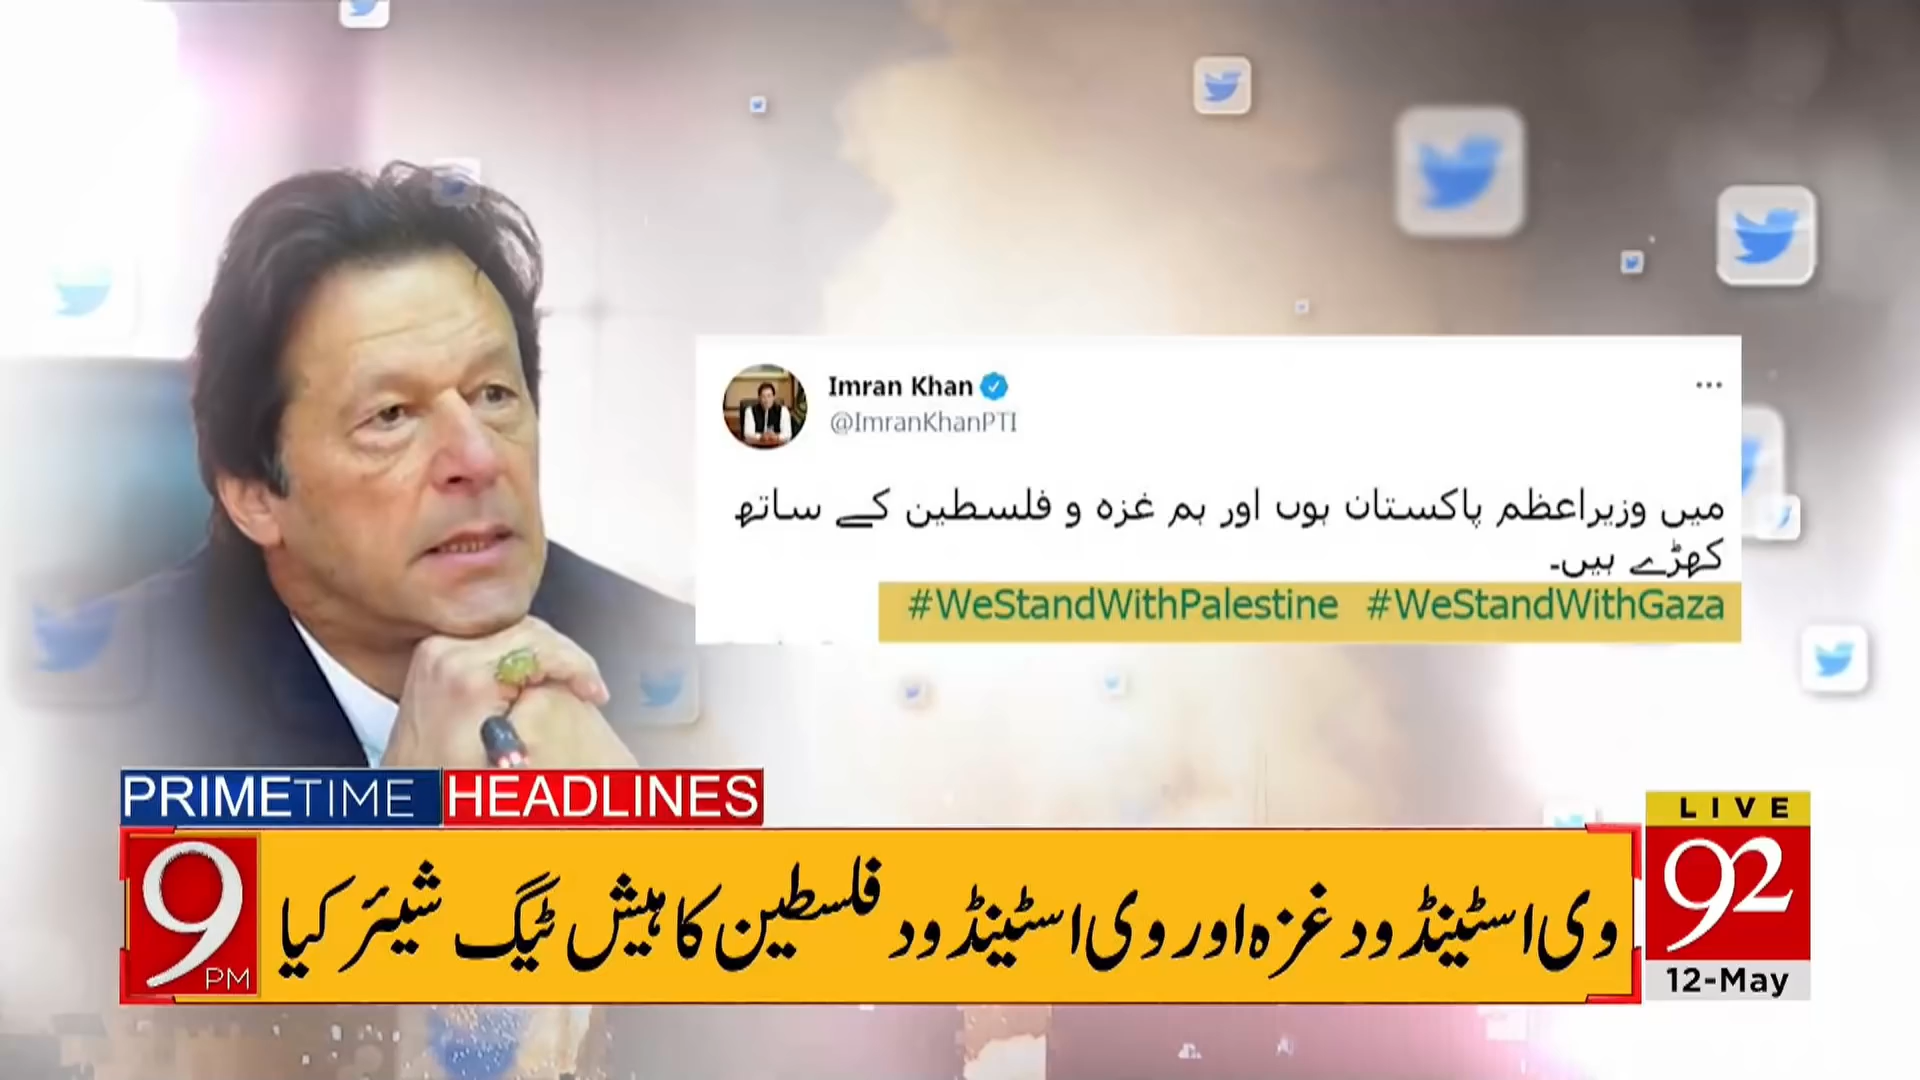 Imran Khan
@ImranKhanPTI
میں وزیراعظم پاکستان ہوں اور ہم غزہ و فلسطین کے ساتھ
کھڑے ہیں۔
#WeStandWithPalestine #WeStandWithGaza
PRIMETIME HEADLINES
9 PM
وی اسٹینڈ ود غزہ اور وی اسٹینڈ ود فلسطین کا ہیش ٹیگ شیئر کیا
LIVE
92
12-May